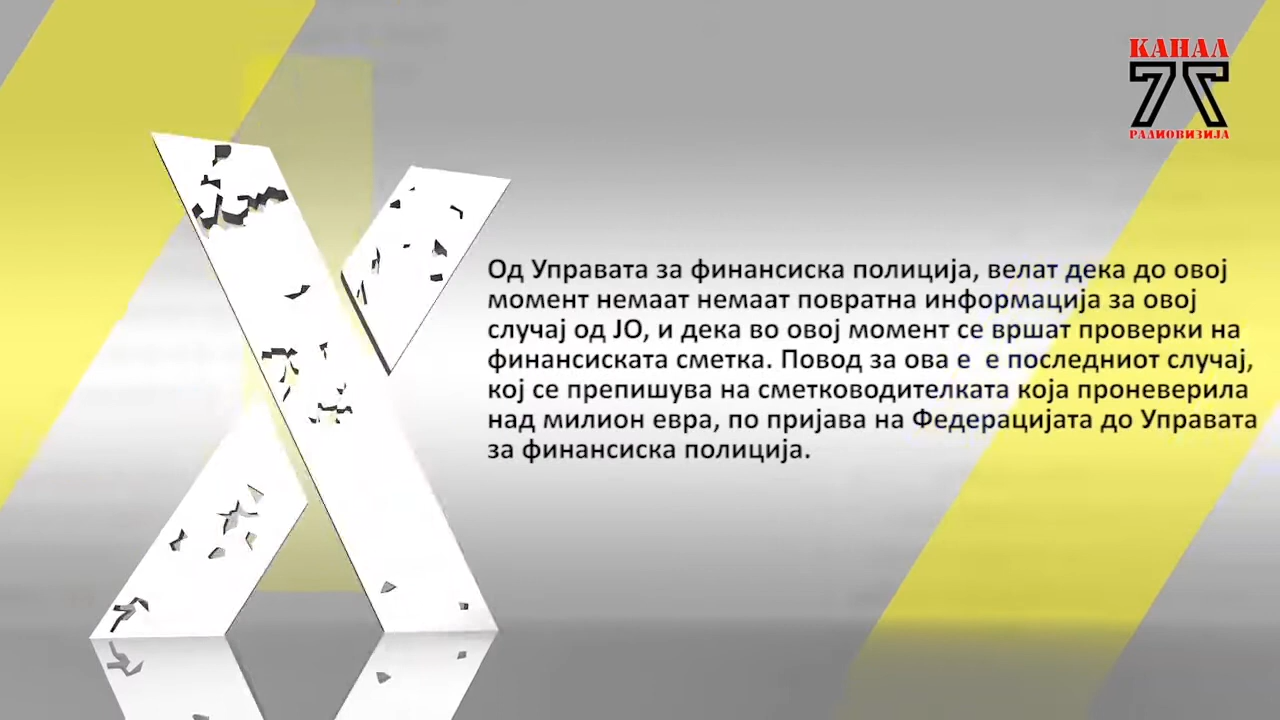 КАНАЛ
77
РАДИОВИЗИЈА
Од Управата за финансиска полиција, велат дека до овој
момент немаат немаат повратна информација за овој
случај од ЈО, и дека во овој момент се вршат проверки на
финансиската сметка. Повод за ова е  е последниот случај,
кој се препишува на сметководителката која проневерила
над милион евра, по пријава на Федерацијата до Управата
за финансиска полиција.